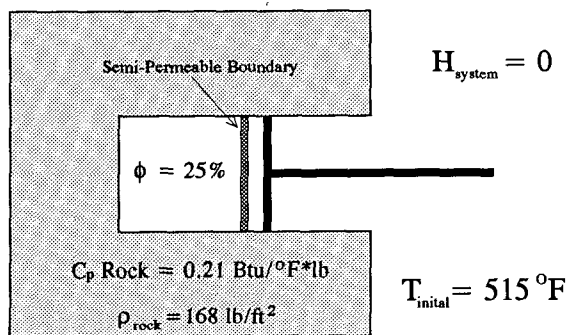 Semi-Permeable Boundary
H_system = 0
ϕ = 25%
C_p Rock = 0.21 Btu/°F*lb
ρ_rock = 168 lb/ft²
T_inital = 515 °F